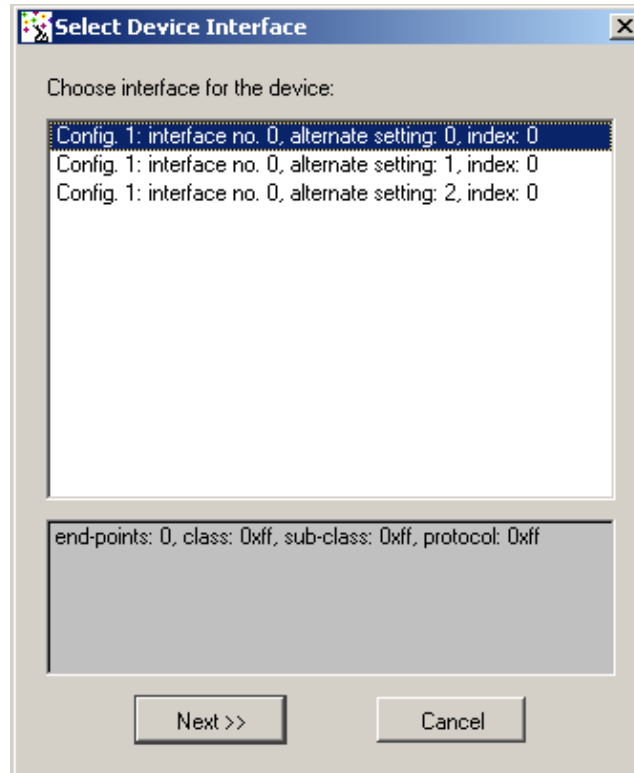 Select Device Interface
Choose interface for the device:
Config. 1: interface no. 0, alternate setting: 0, index: 0
Config. 1: interface no. 0, alternate setting: 1, index: 0
Config. 1: interface no. 0, alternate setting: 2, index: 0
end-points: 0, class: 0xff, sub-class: 0xff, protocol: 0xff
Next >>
Cancel